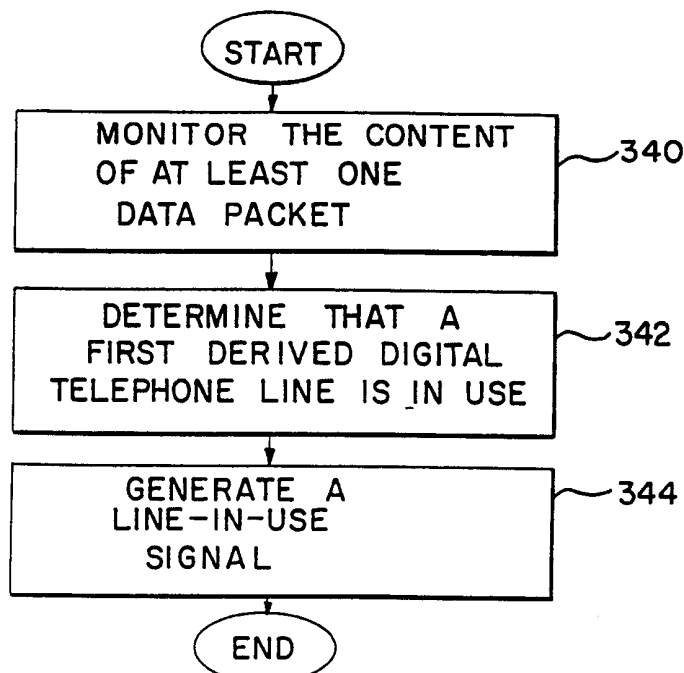 START
MONITOR THE CONTENT
OF AT LEAST ONE
DATA PACKET
340
DETERMINE THAT A
FIRST DERIVED DIGITAL
TELEPHONE LINE IS IN USE
342
GENERATE A
LINE-IN-USE
SIGNAL
344
END